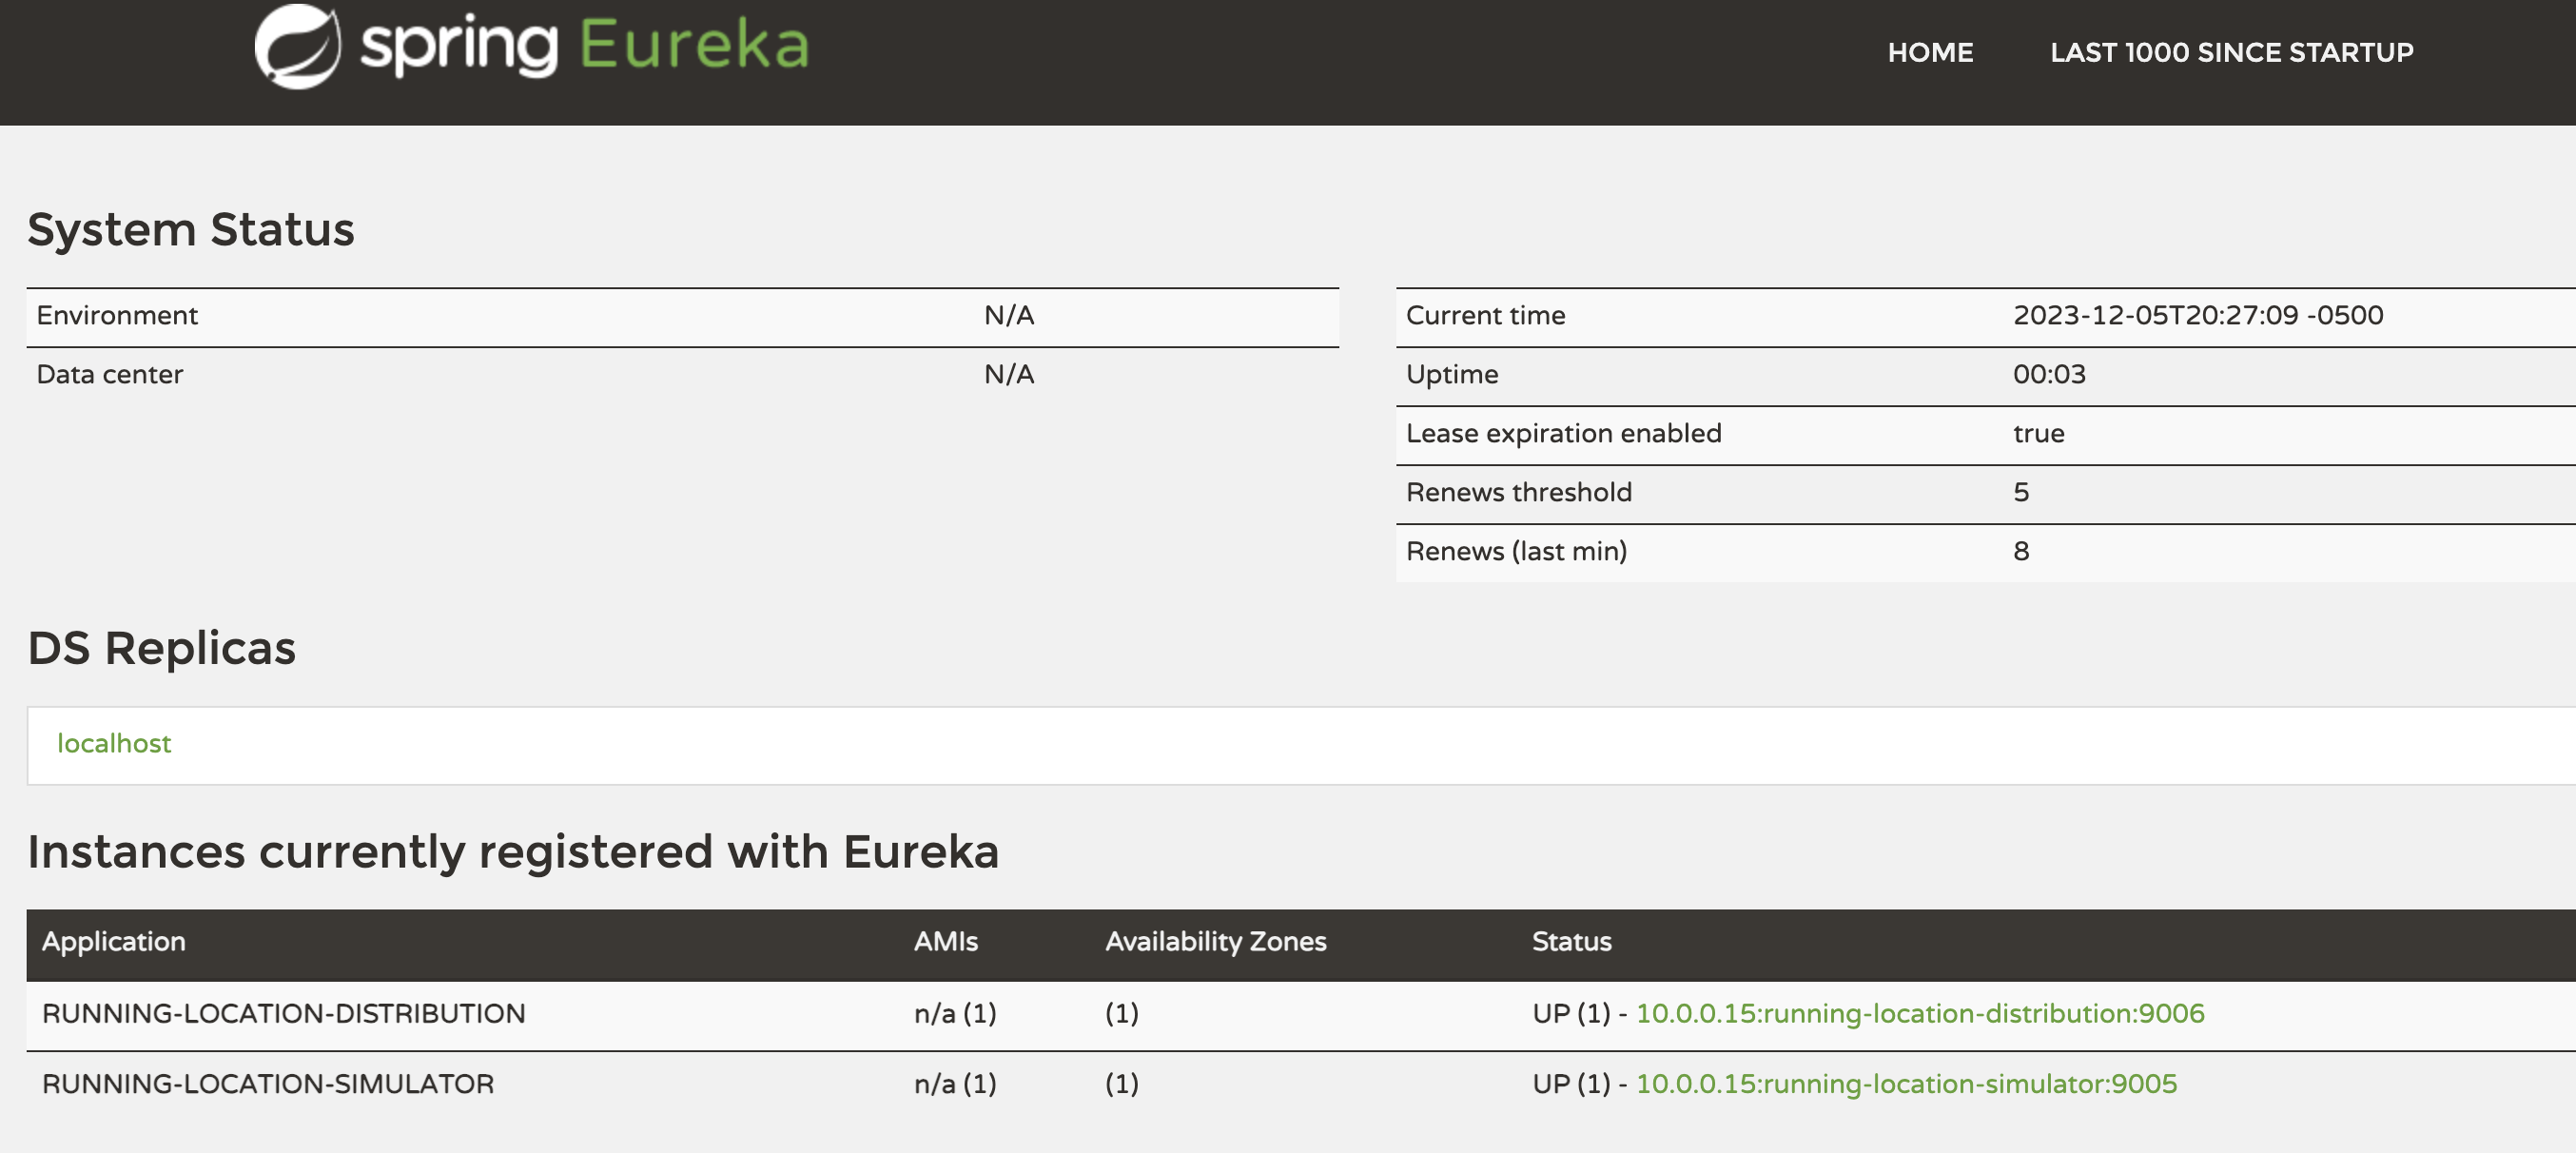 spring Eureka
HOME LAST 1000 SINCE STARTUP
System Status
Environment N/A
Data center N/A
Current time 2023-12-05T20:27:09 -0500
Uptime 00:03
Lease expiration enabled true
Renews threshold 5
Renews (last min) 8
DS Replicas
localhost
Instances currently registered with Eureka
Application AMIs Availability Zones Status
RUNNING-LOCATION-DISTRIBUTION n/a (1) (1) UP (1) - 10.0.0.15:running-location-distribution:9006
RUNNING-LOCATION-SIMULATOR n/a (1) (1) UP (1) - 10.0.0.15:running-location-simulator:9005